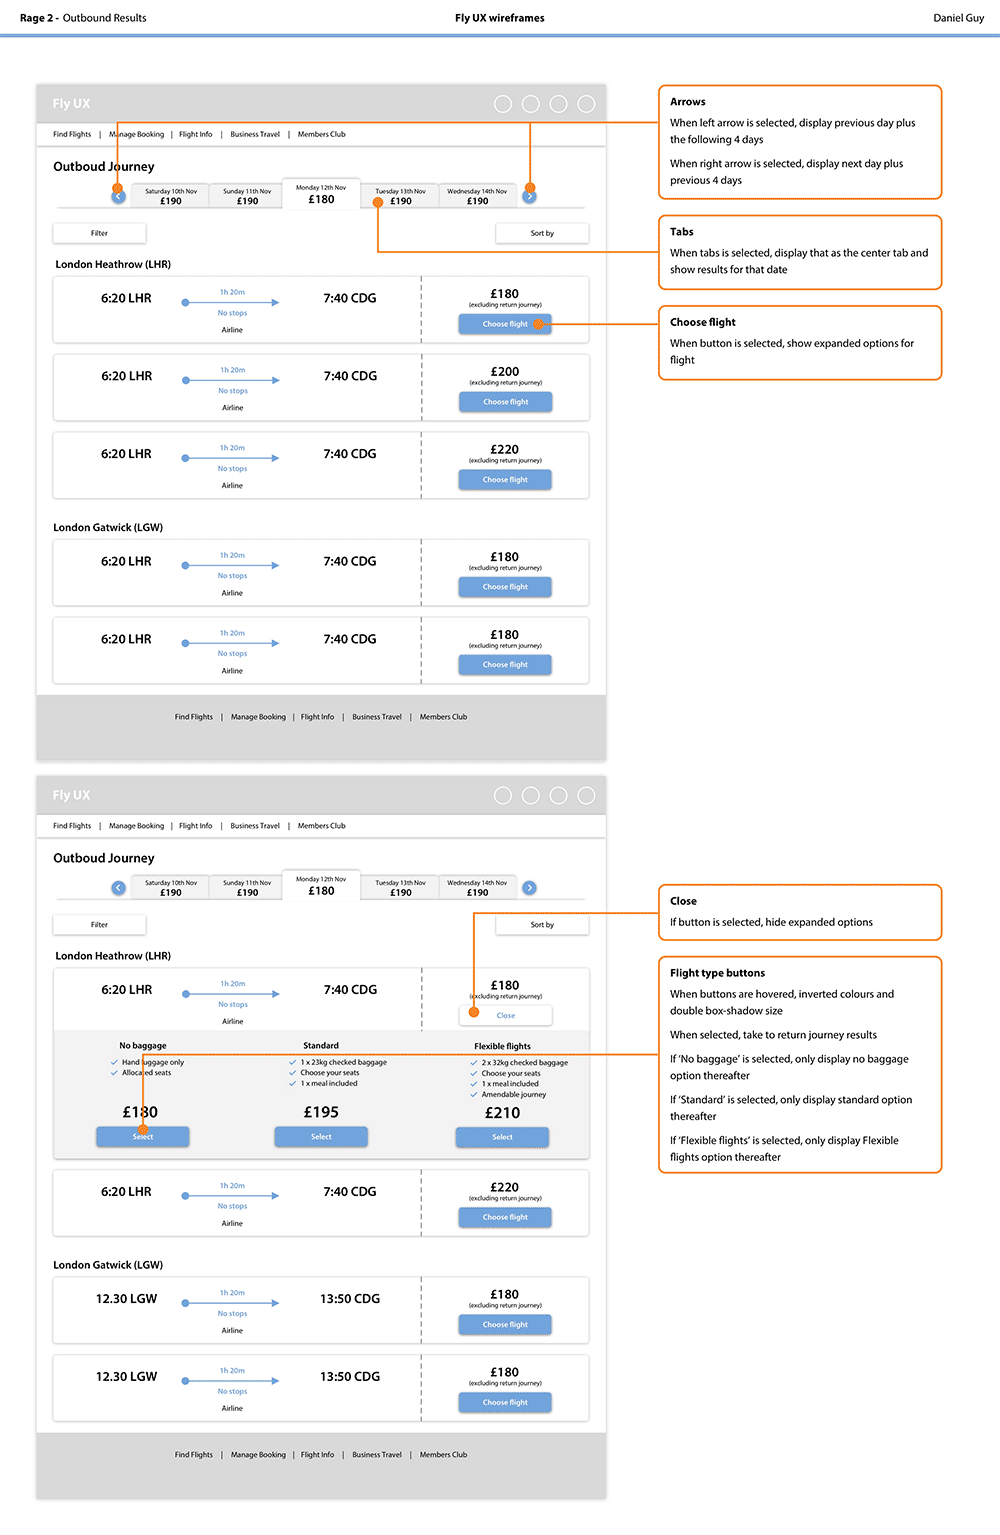 Rage 2 - Outbound Results
Fly UX wireframes
Daniel Guy
Fly UX
Find Flights | Manage Booking | Flight Info | Business Travel | Members Club
Outboud Journey
Saturday 10th Nov
£190
Sunday 11th Nov
£190
Monday 12th Nov
£180
Tuesday 13th Nov
£190
Wednesday 14th Nov
£190
Filter
Sort by
London Heathrow (LHR)
6:20 LHR
1h 20m
No stops
Airline
7:40 CDG
£180
(excluding return journey)
Choose flight
6:20 LHR
1h 20m
No stops
Airline
7:40 CDG
£200
(excluding return journey)
Choose flight
6:20 LHR
1h 20m
No stops
Airline
7:40 CDG
£220
(excluding return journey)
Choose flight
London Gatwick (LGW)
6:20 LHR
1h 20m
No stops
Airline
7:40 CDG
£180
(excluding return journey)
Choose flight
6:20 LHR
1h 20m
No stops
Airline
7:40 CDG
£180
(excluding return journey)
Choose flight
Find Flights | Manage Booking | Flight Info | Business Travel | Members Club
Arrows
When left arrow is selected, display previous day plus
the following 4 days
When right arrow is selected, display next day plus
previous 4 days
Tabs
When tabs is selected, display that as the center tab and
show results for that date
Choose flight
When button is selected, show expanded options for
flight
Fly UX
Find Flights | Manage Booking | Flight Info | Business Travel | Members Club
Outboud Journey
Saturday 10th Nov
£190
Sunday 11th Nov
£190
Monday 12th Nov
£180
Tuesday 13th Nov
£190
Wednesday 14th Nov
£190
Filter
Sort by
London Heathrow (LHR)
6:20 LHR
1h 20m
No stops
Airline
7:40 CDG
£180
(excluding return journey)
Close
No baggage
Hand luggage only
Allocated seats
£180
Select
Standard
1 x 23kg checked baggage
Choose your seats
1 x meal included
£195
Select
Flexible flights
2 x 32kg checked baggage
Choose your seats
1 x meal included
Amendable journey
£210
Select
6:20 LHR
1h 20m
No stops
Airline
7:40 CDG
£220
(excluding return journey)
Choose flight
London Gatwick (LGW)
12.30 LGW
1h 20m
No stops
Airline
13:50 CDG
£180
(excluding return journey)
Choose flight
12.30 LGW
1h 20m
No stops
Airline
13:50 CDG
£180
(excluding return journey)
Choose flight
Find Flights | Manage Booking | Flight Info | Business Travel | Members Club
Close
If button is selected, hide expanded options
Flight type buttons
When buttons are hovered, inverted colours and
double box-shadow size
When selected, take to return journey results
If 'No baggage' is selected, only display no baggage
option thereafter
If 'Standard' is selected, only display standard option
thereafter
If 'Flexible flights' is selected, only display Flexible
flights option thereafter